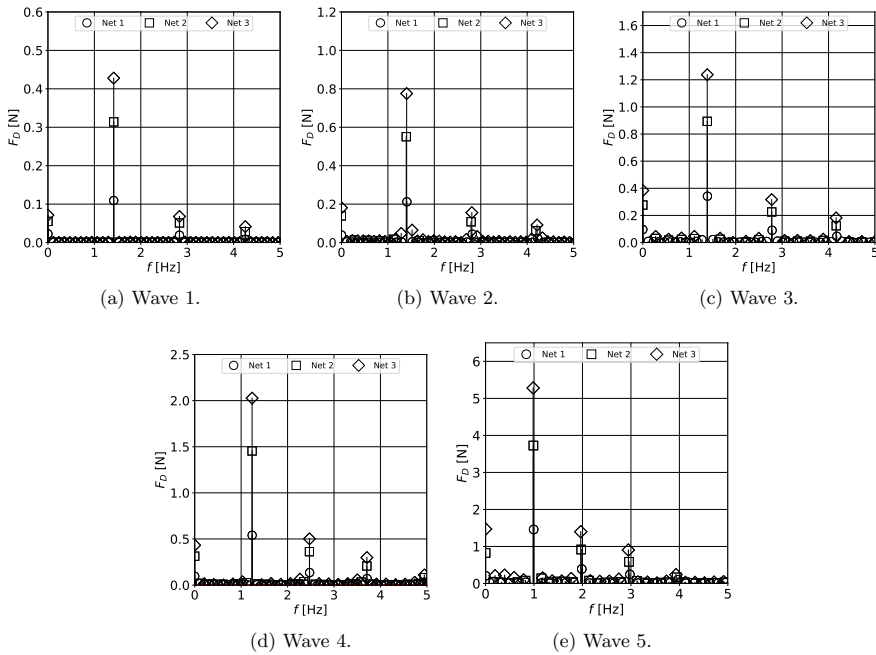 Net 1 Net 2 Net 3
0.6
0.5
0.4
0.3
0.2
0.1
0.0
F_D [N]
0 1 2 3 4 5
f [Hz]
(a) Wave 1.
Net 1 Net 2 Net 3
1.2
1.0
0.8
0.6
0.4
0.2
0.0
F_D [N]
0 1 2 3 4 5
f [Hz]
(b) Wave 2.
Net 1 Net 2 Net 3
1.6
1.4
1.2
1.0
0.8
0.6
0.4
0.2
0.0
F_D [N]
0 1 2 3 4 5
f [Hz]
(c) Wave 3.
Net 1 Net 2 Net 3
2.5
2.0
1.5
1.0
0.5
0.0
F_D [N]
0 1 2 3 4 5
f [Hz]
(d) Wave 4.
Net 1 Net 2 Net 3
6
5
4
3
2
1
0
F_D [N]
0 1 2 3 4 5
f [Hz]
(e) Wave 5.